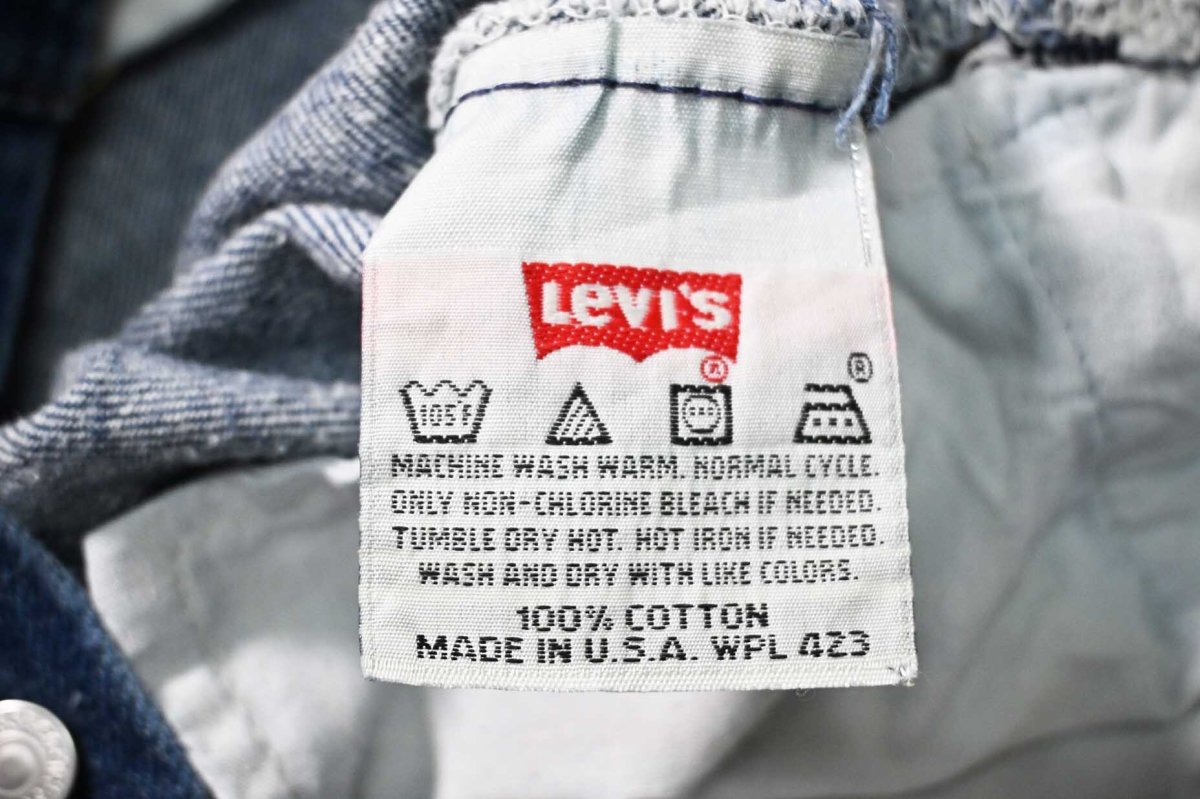 Levi's
®
®
105°F
MACHINE WASH WARM. NORMAL CYCLE.
ONLY NON-CHLORINE BLEACH IF NEEDED.
TUMBLE DRY HOT. HOT IRON IF NEEDED.
WASH AND DRY WITH LIKE COLORS.
100% COTTON
MADE IN U.S.A. WPL 423